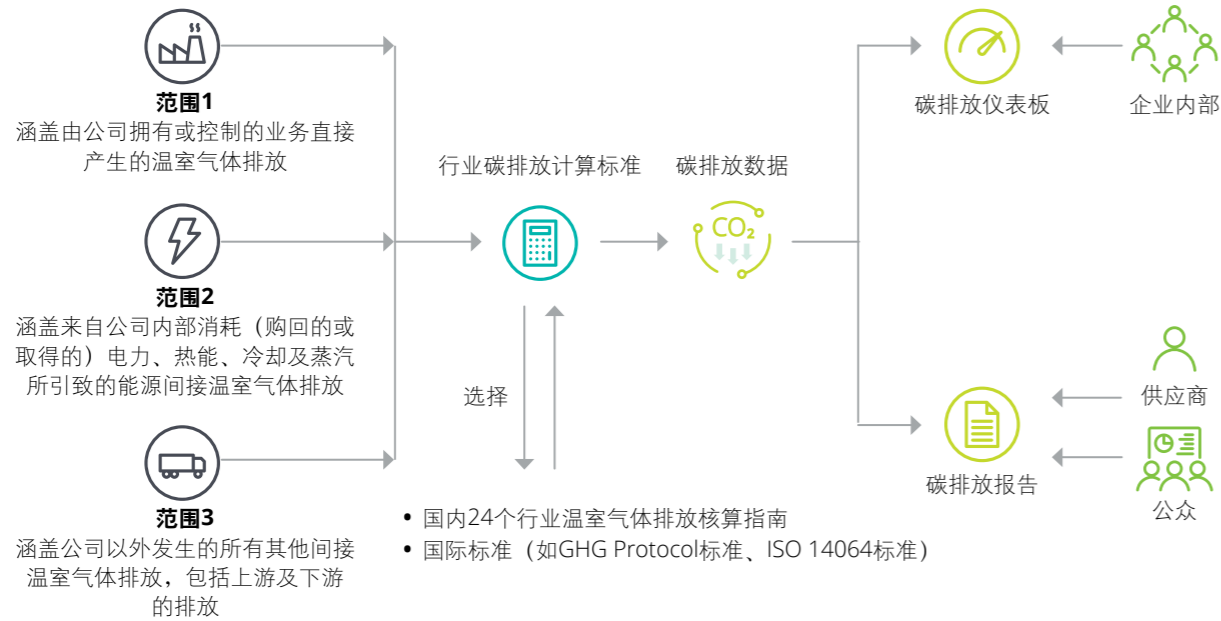 范围1
涵盖由公司拥有或控制的业务直接
产生的温室气体排放
范围2
涵盖来自公司内部消耗（购回的或
取得的）电力、热能、冷却及蒸汽
所引致的能源间接温室气体排放
范围3
涵盖公司以外发生的所有其他间接
温室气体排放，包括上游及下游
的排放
行业碳排放计算标准
选择
• 国内24个行业温室气体排放核算指南
• 国际标准（如GHG Protocol标准、ISO 14064标准）
碳排放数据
CO₂
碳排放仪表板
企业内部
碳排放报告
供应商
公众